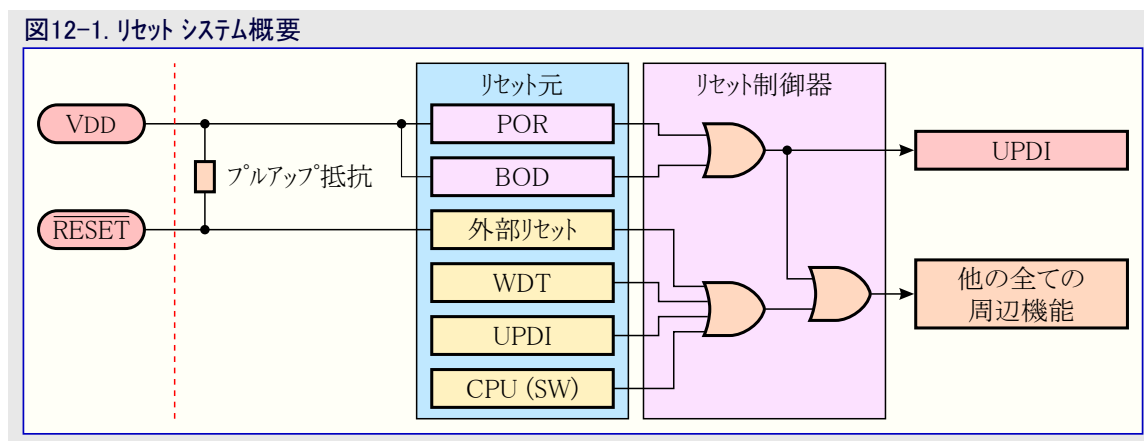 図12-1. リセット システム概要
リセット元
リセット制御器
VDD
POR
UPDI
プルアップ抵抗
BOD
RESET
外部リセット
WDT
他の全ての
周辺機能
UPDI
CPU (SW)